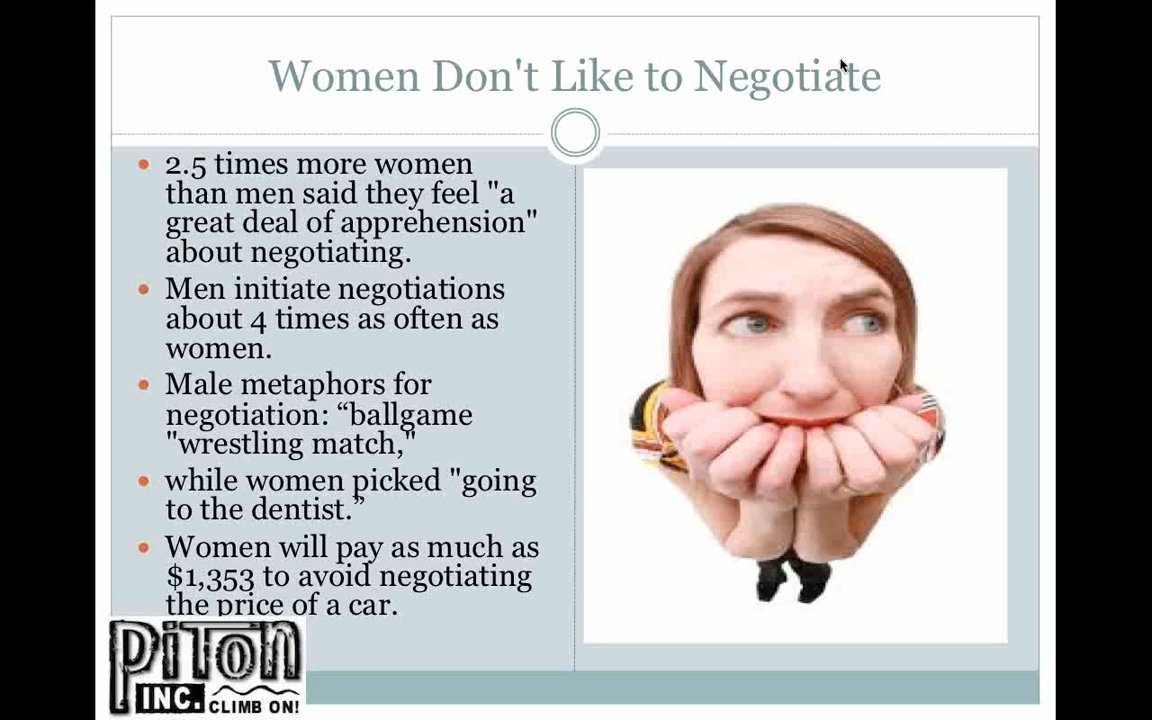 Women Don't Like to Negotiate
2.5 times more women
than men said they feel "a
great deal of apprehension"
about negotiating.
Men initiate negotiations
about 4 times as often as
women.
Male metaphors for
negotiation: “ballgame
"wrestling match,"
while women picked "going
to the dentist.”
Women will pay as much as
$1,353 to avoid negotiating
the price of a car.
PiTON
INC. CLIMB ON!